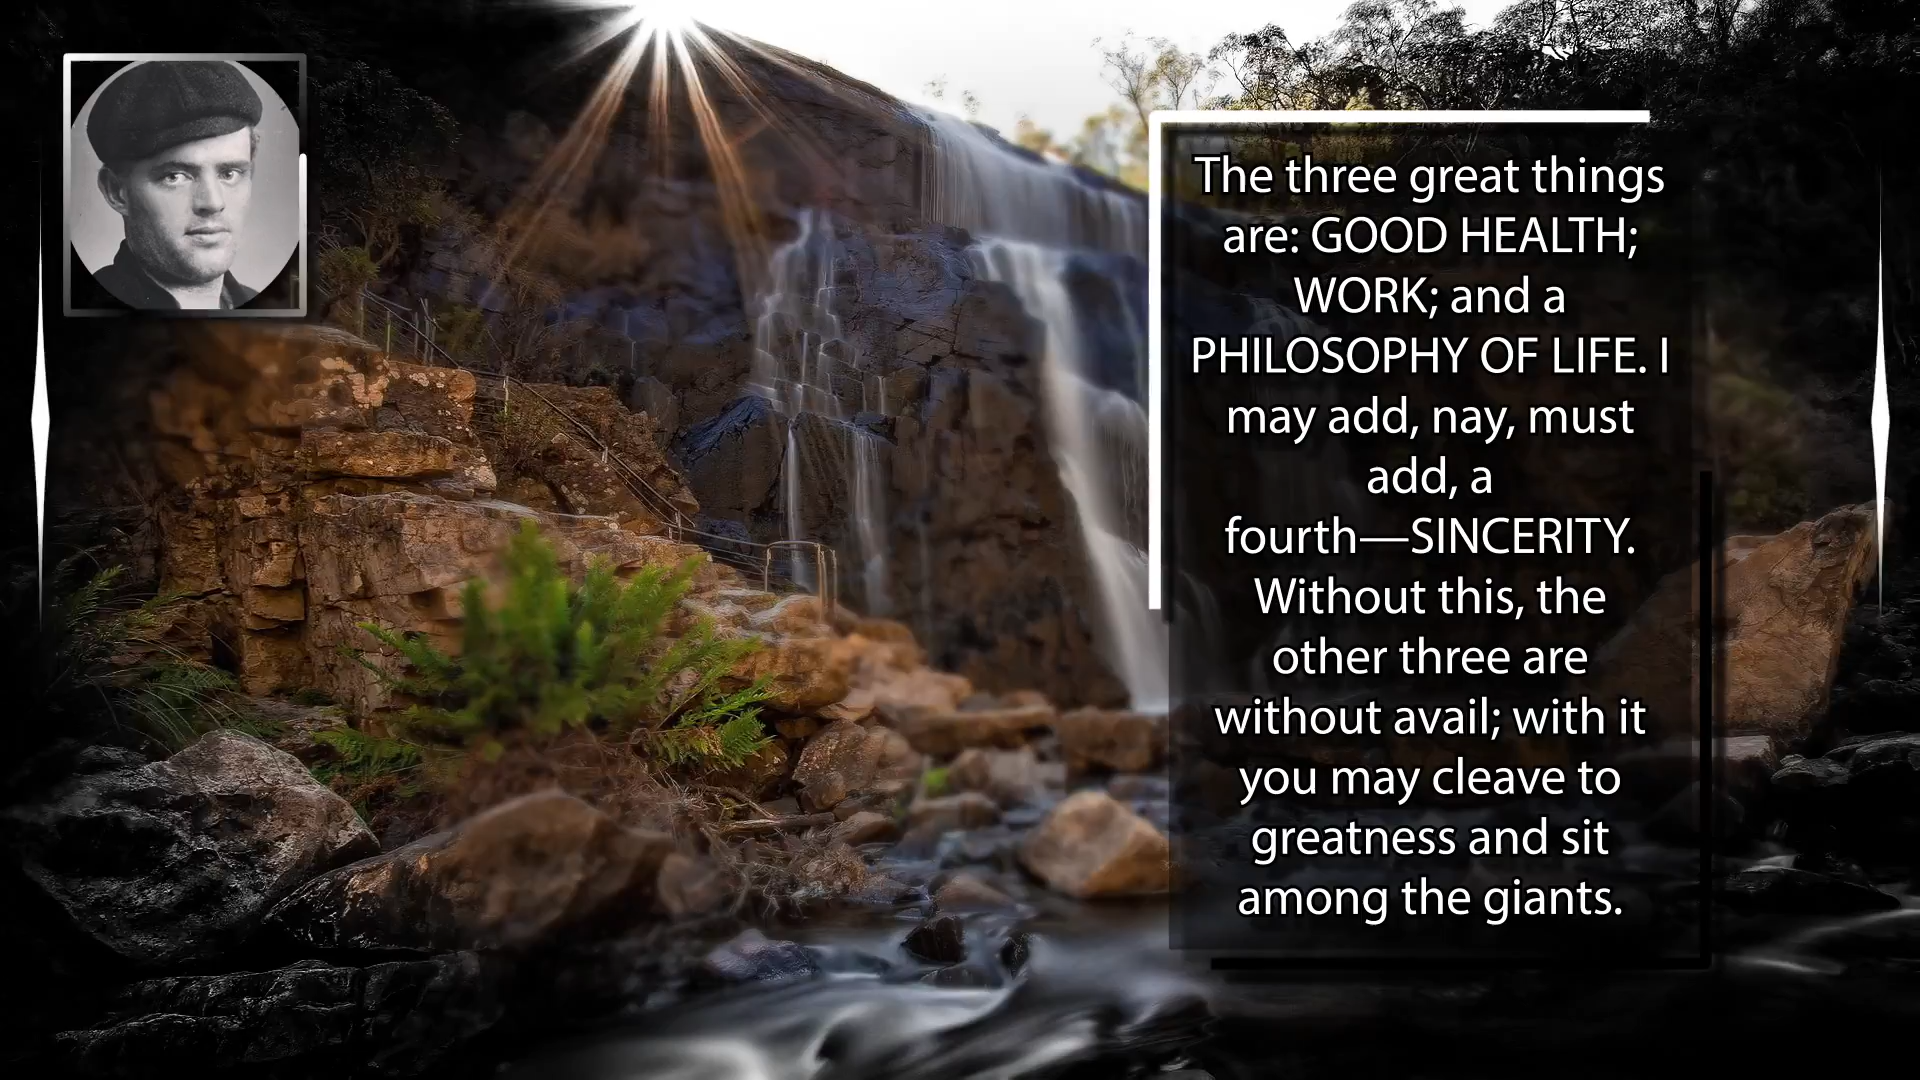 The three great things
are: GOOD HEALTH;
WORK; and a
PHILOSOPHY OF LIFE. I
may add, nay, must
add, a
fourth—SINCERITY.
Without this, the
other three are
without avail; with it
you may cleave to
greatness and sit
among the giants.